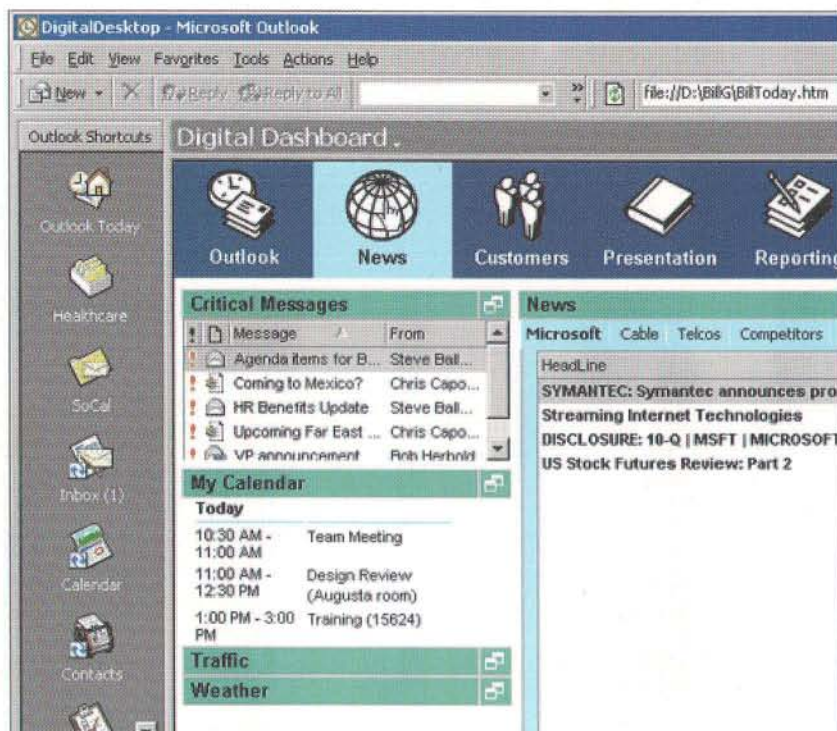 DigitalDesktop - Microsoft Outlook
File Edit View Favorites Tools Actions Help
New Reply Reply to All file://D:\BillG\BillToday.htm
Outlook Shortcuts
Outlook Today
Healthcare
SoCal
Inbox (1)
Calendar
Contacts
Digital Dashboard
Outlook News Customers Presentation Reporting
Critical Messages
! Message From
! Agenda items for B... Steve Ball...
! Coming to Mexico? Chris Capo...
! HR Benefits Update Steve Ball...
! Upcoming Far East ... Chris Capo...
! VP announcement Bob Herbold
My Calendar
Today
10:30 AM - Team Meeting
11:00 AM
11:00 AM - Design Review
12:30 PM (Augusta room)
1:00 PM - 3:00 Training (15624)
PM
Traffic
Weather
News
Microsoft Cable Telcos Competitors
HeadLine
SYMANTEC: Symantec announces pro
Streaming Internet Technologies
DISCLOSURE: 10-Q | MSFT | MICROSOFT
US Stock Futures Review: Part 2